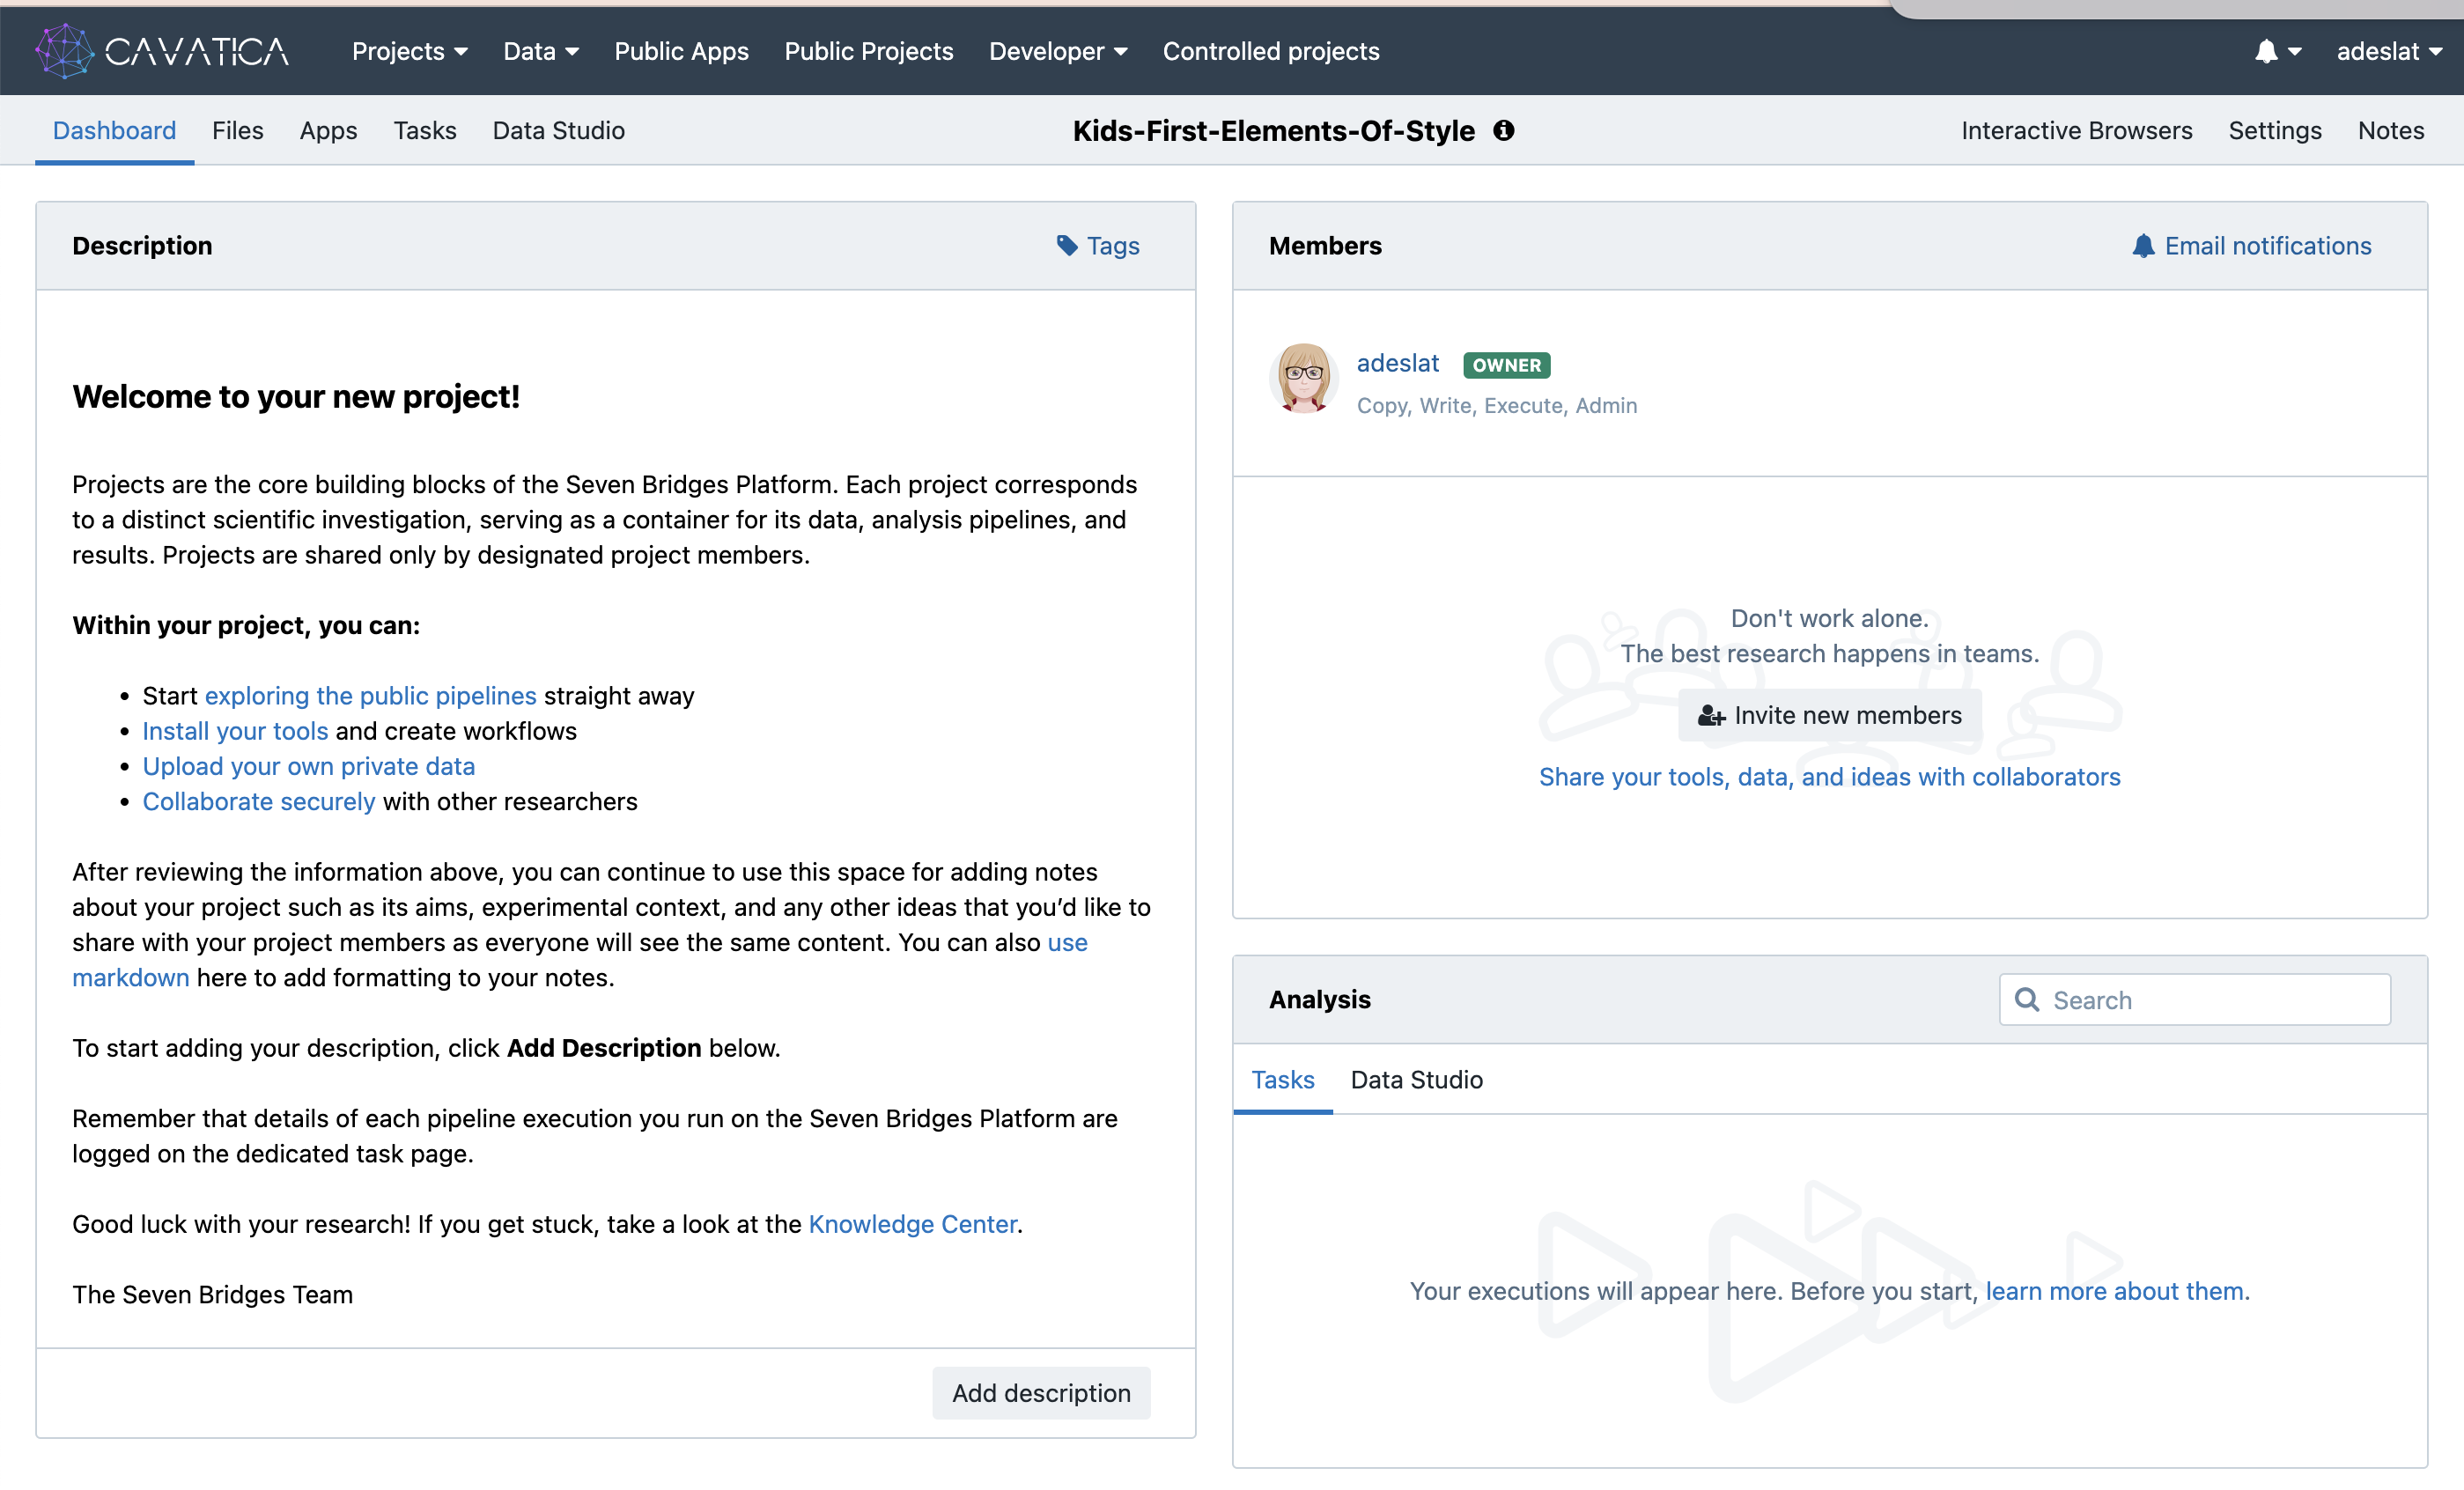 CAVATICA Projects Data Public Apps Public Projects Developer Controlled projects adeslat
Dashboard Files Apps Tasks Data Studio Kids-First-Elements-Of-Style Interactive Browsers Settings Notes
Description Tags
Welcome to your new project!
Projects are the core building blocks of the Seven Bridges Platform. Each project corresponds
to a distinct scientific investigation, serving as a container for its data, analysis pipelines, and
results. Projects are shared only by designated project members.
Within your project, you can:
• Start exploring the public pipelines straight away
• Install your tools and create workflows
• Upload your own private data
• Collaborate securely with other researchers
After reviewing the information above, you can continue to use this space for adding notes
about your project such as its aims, experimental context, and any other ideas that you’d like to
share with your project members as everyone will see the same content. You can also use
markdown here to add formatting to your notes.
To start adding your description, click Add Description below.
Remember that details of each pipeline execution you run on the Seven Bridges Platform are
logged on the dedicated task page.
Good luck with your research! If you get stuck, take a look at the Knowledge Center.
The Seven Bridges Team
Add description
Members Email notifications
adeslat OWNER
Copy, Write, Execute, Admin
Don't work alone.
The best research happens in teams.
Invite new members
Share your tools, data, and ideas with collaborators
Analysis Search
Tasks Data Studio
Your executions will appear here. Before you start, learn more about them.